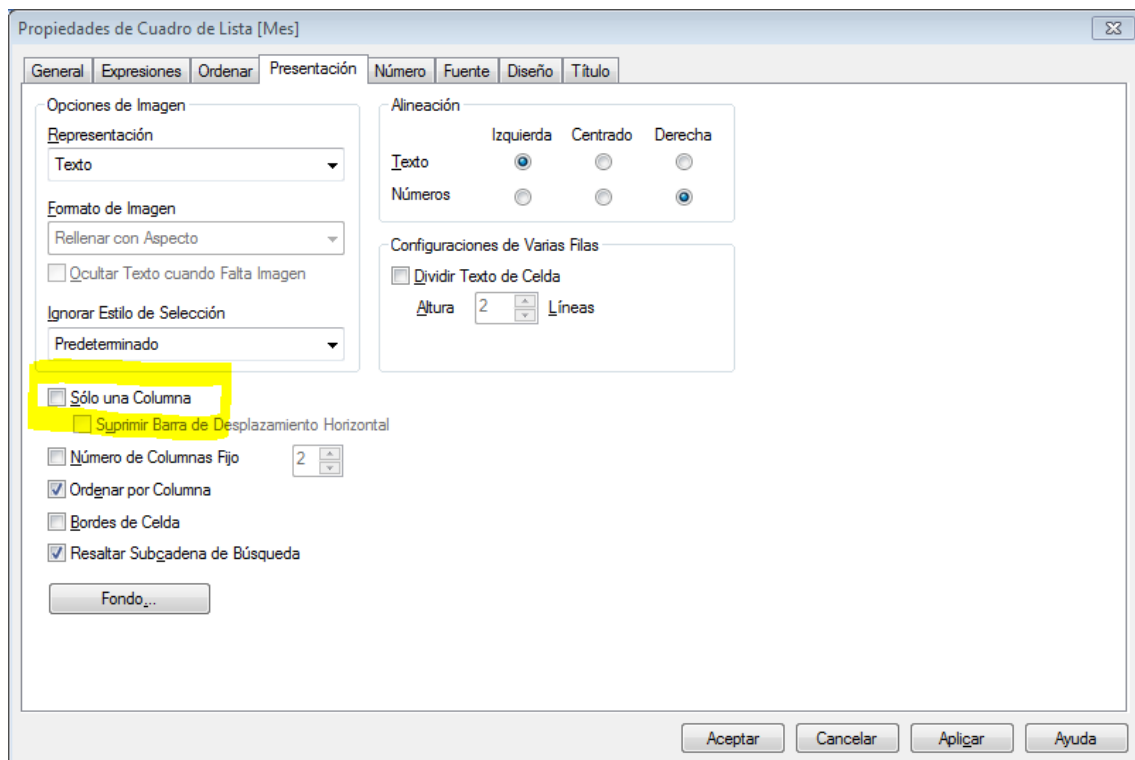 Propiedades de Cuadro de Lista [Mes]
General Expresiones Ordenar Presentación Número Fuente Diseño Título
Opciones de Imagen
Representación
Texto
Formato de Imagen
Rellenar con Aspecto
Ocultar Texto cuando Falta Imagen
Ignorar Estilo de Selección
Predeterminado
Alineación
Izquierda Centrado Derecha
Texto
Números
Configuraciones de Varias Filas
Dividir Texto de Celda
Altura 2 Líneas
Sólo una Columna
Suprimir Barra de Desplazamiento Horizontal
Número de Columnas Fijo 2
Ordenar por Columna
Bordes de Celda
Resaltar Subcadena de Búsqueda
Fondo...
Aceptar Cancelar Aplicar Ayuda